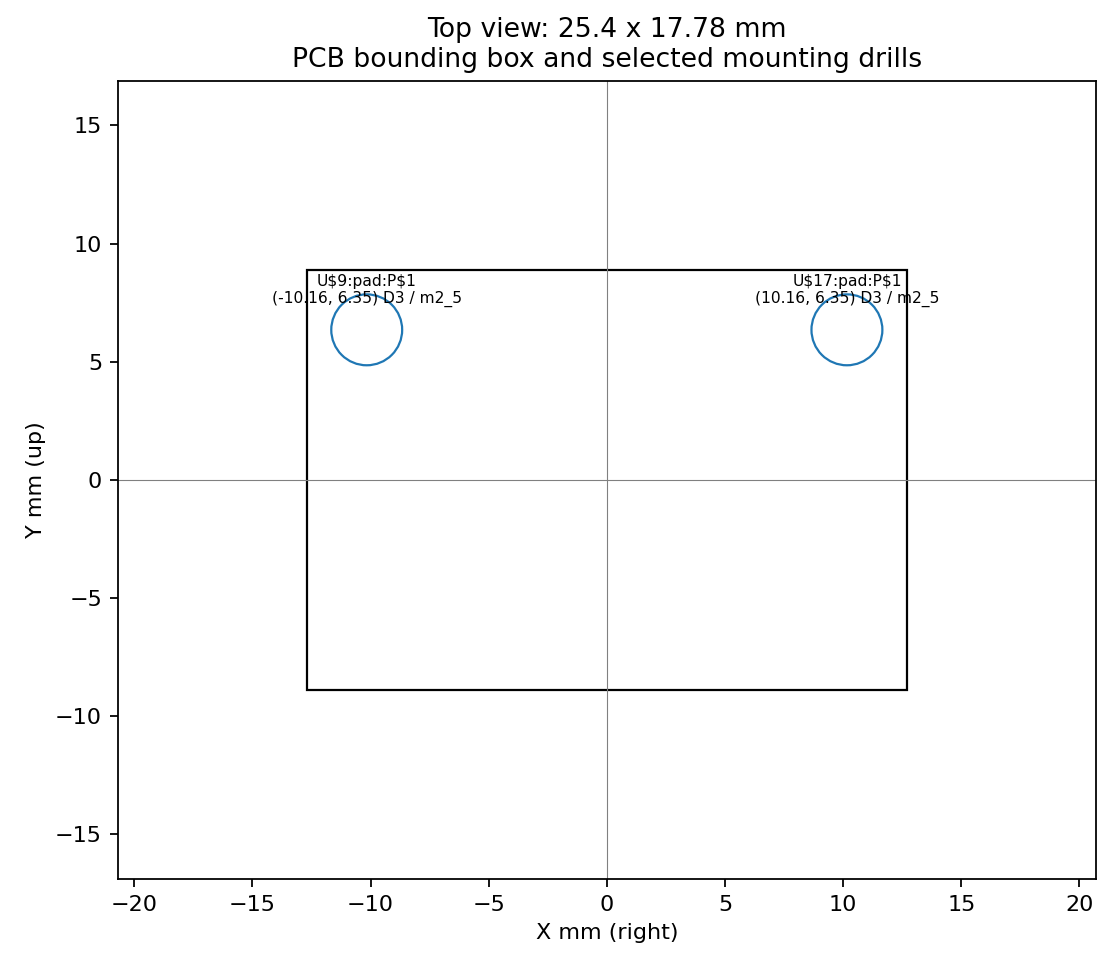 Top view: 25.4 x 17.78 mm
PCB bounding box and selected mounting drills
15
10
5
0
−5
−10
−15
Y mm (up)
U$9:pad:P$1
(-10.16, 6.35) D3 / m2_5
U$17:pad:P$1
(10.16, 6.35) D3 / m2_5
−20
−15
−10
−5
0
5
10
15
20
X mm (right)